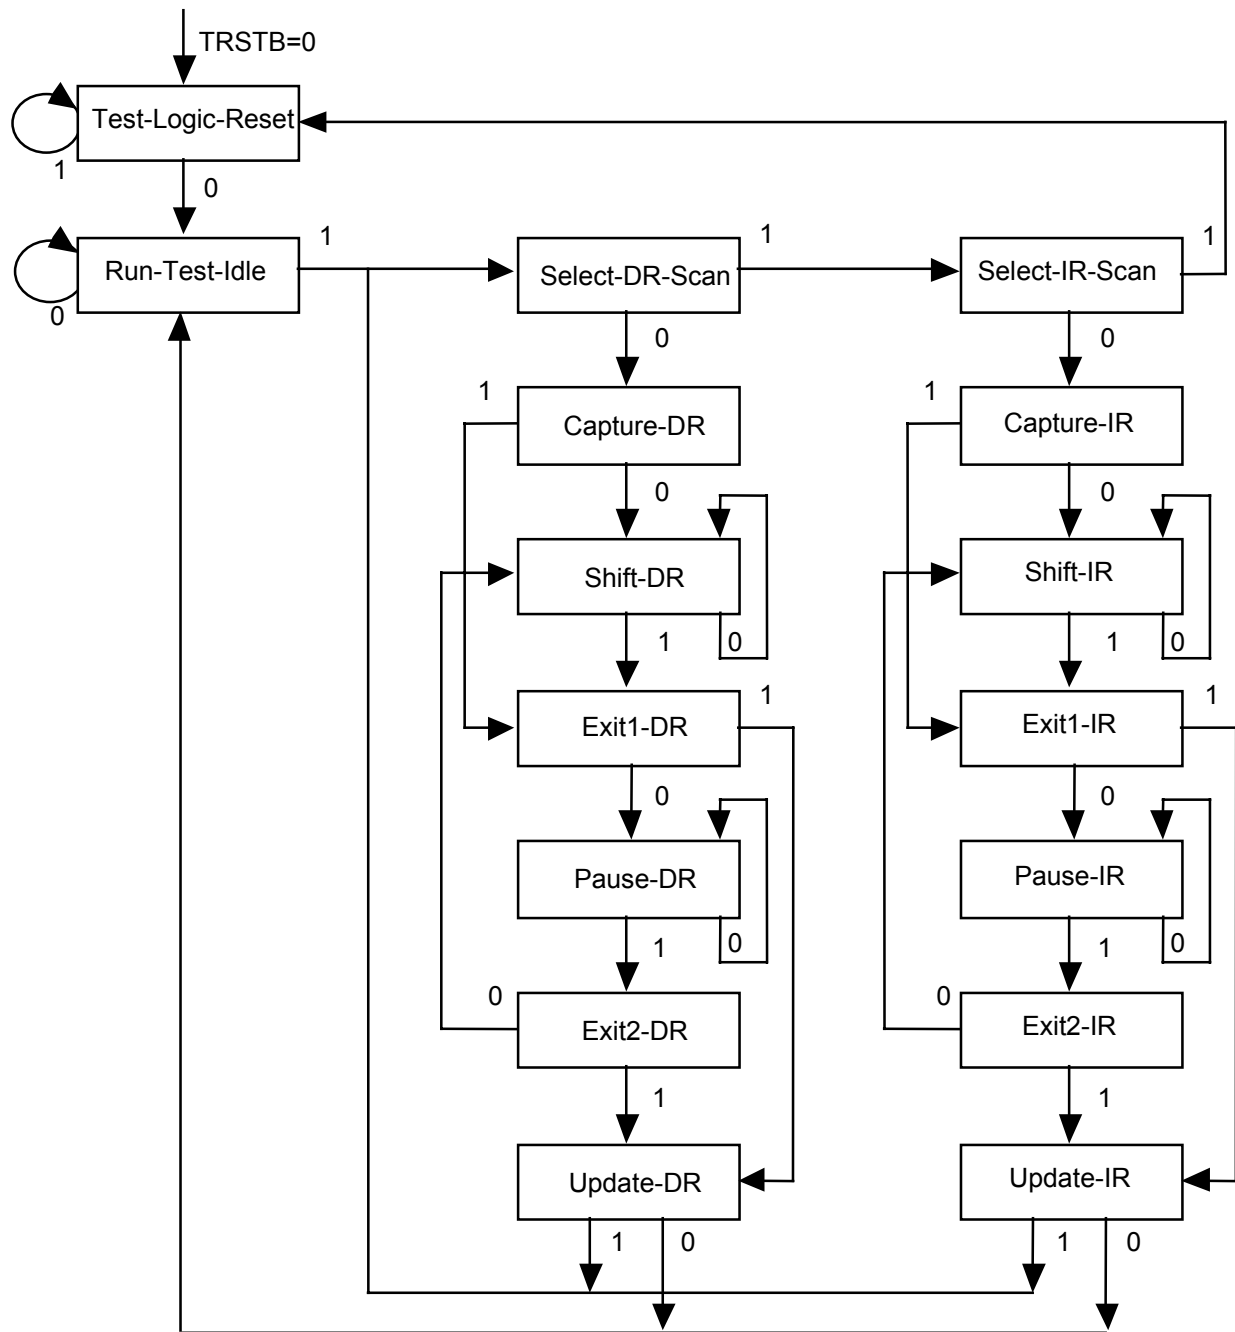 TRSTB=0
Test-Logic-Reset
1
0
Run-Test-Idle
1
0
Select-DR-Scan
1
Select-IR-Scan
1
0
0
1
Capture-DR
1
Capture-IR
0
0
Shift-DR
Shift-IR
1
0
1
0
Exit1-DR
1
Exit1-IR
1
0
0
Pause-DR
Pause-IR
1
0
1
0
0
Exit2-DR
0
Exit2-IR
1
1
Update-DR
Update-IR
1
0
1
0